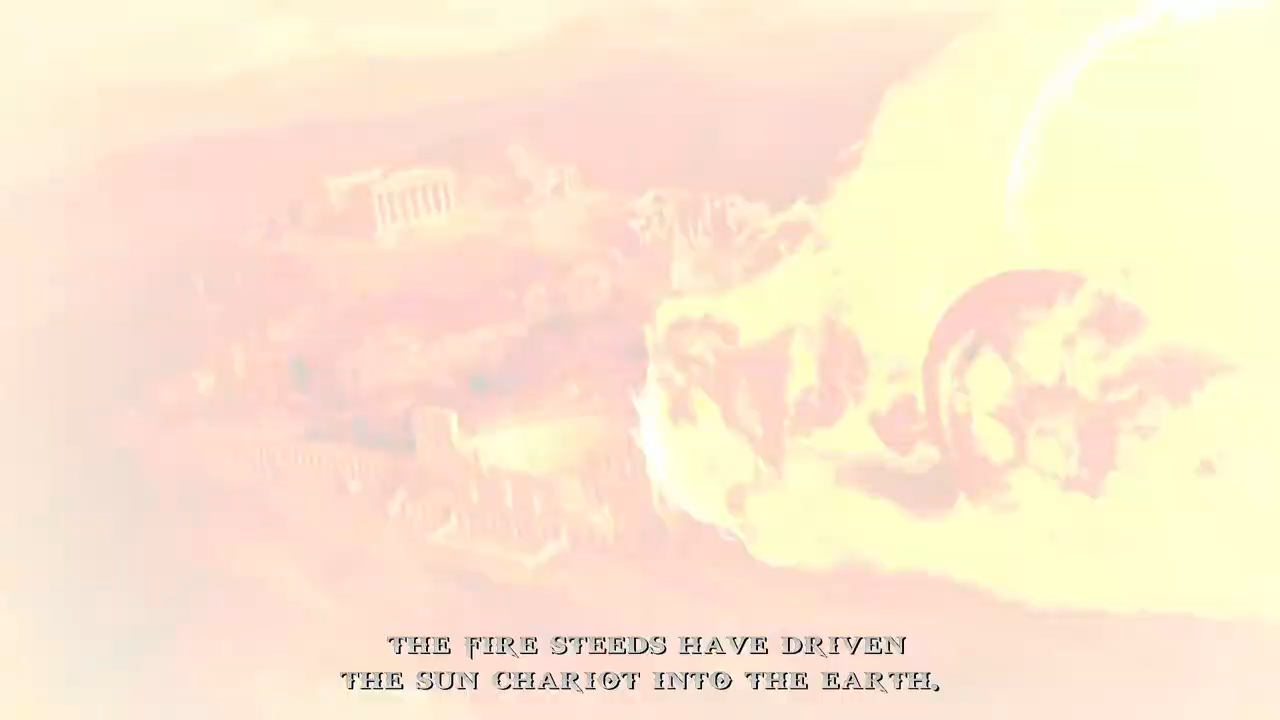 THE FIRE STEEDS HAVE DRIVEN
THE SUN CHARIOT INTO THE EARTH.